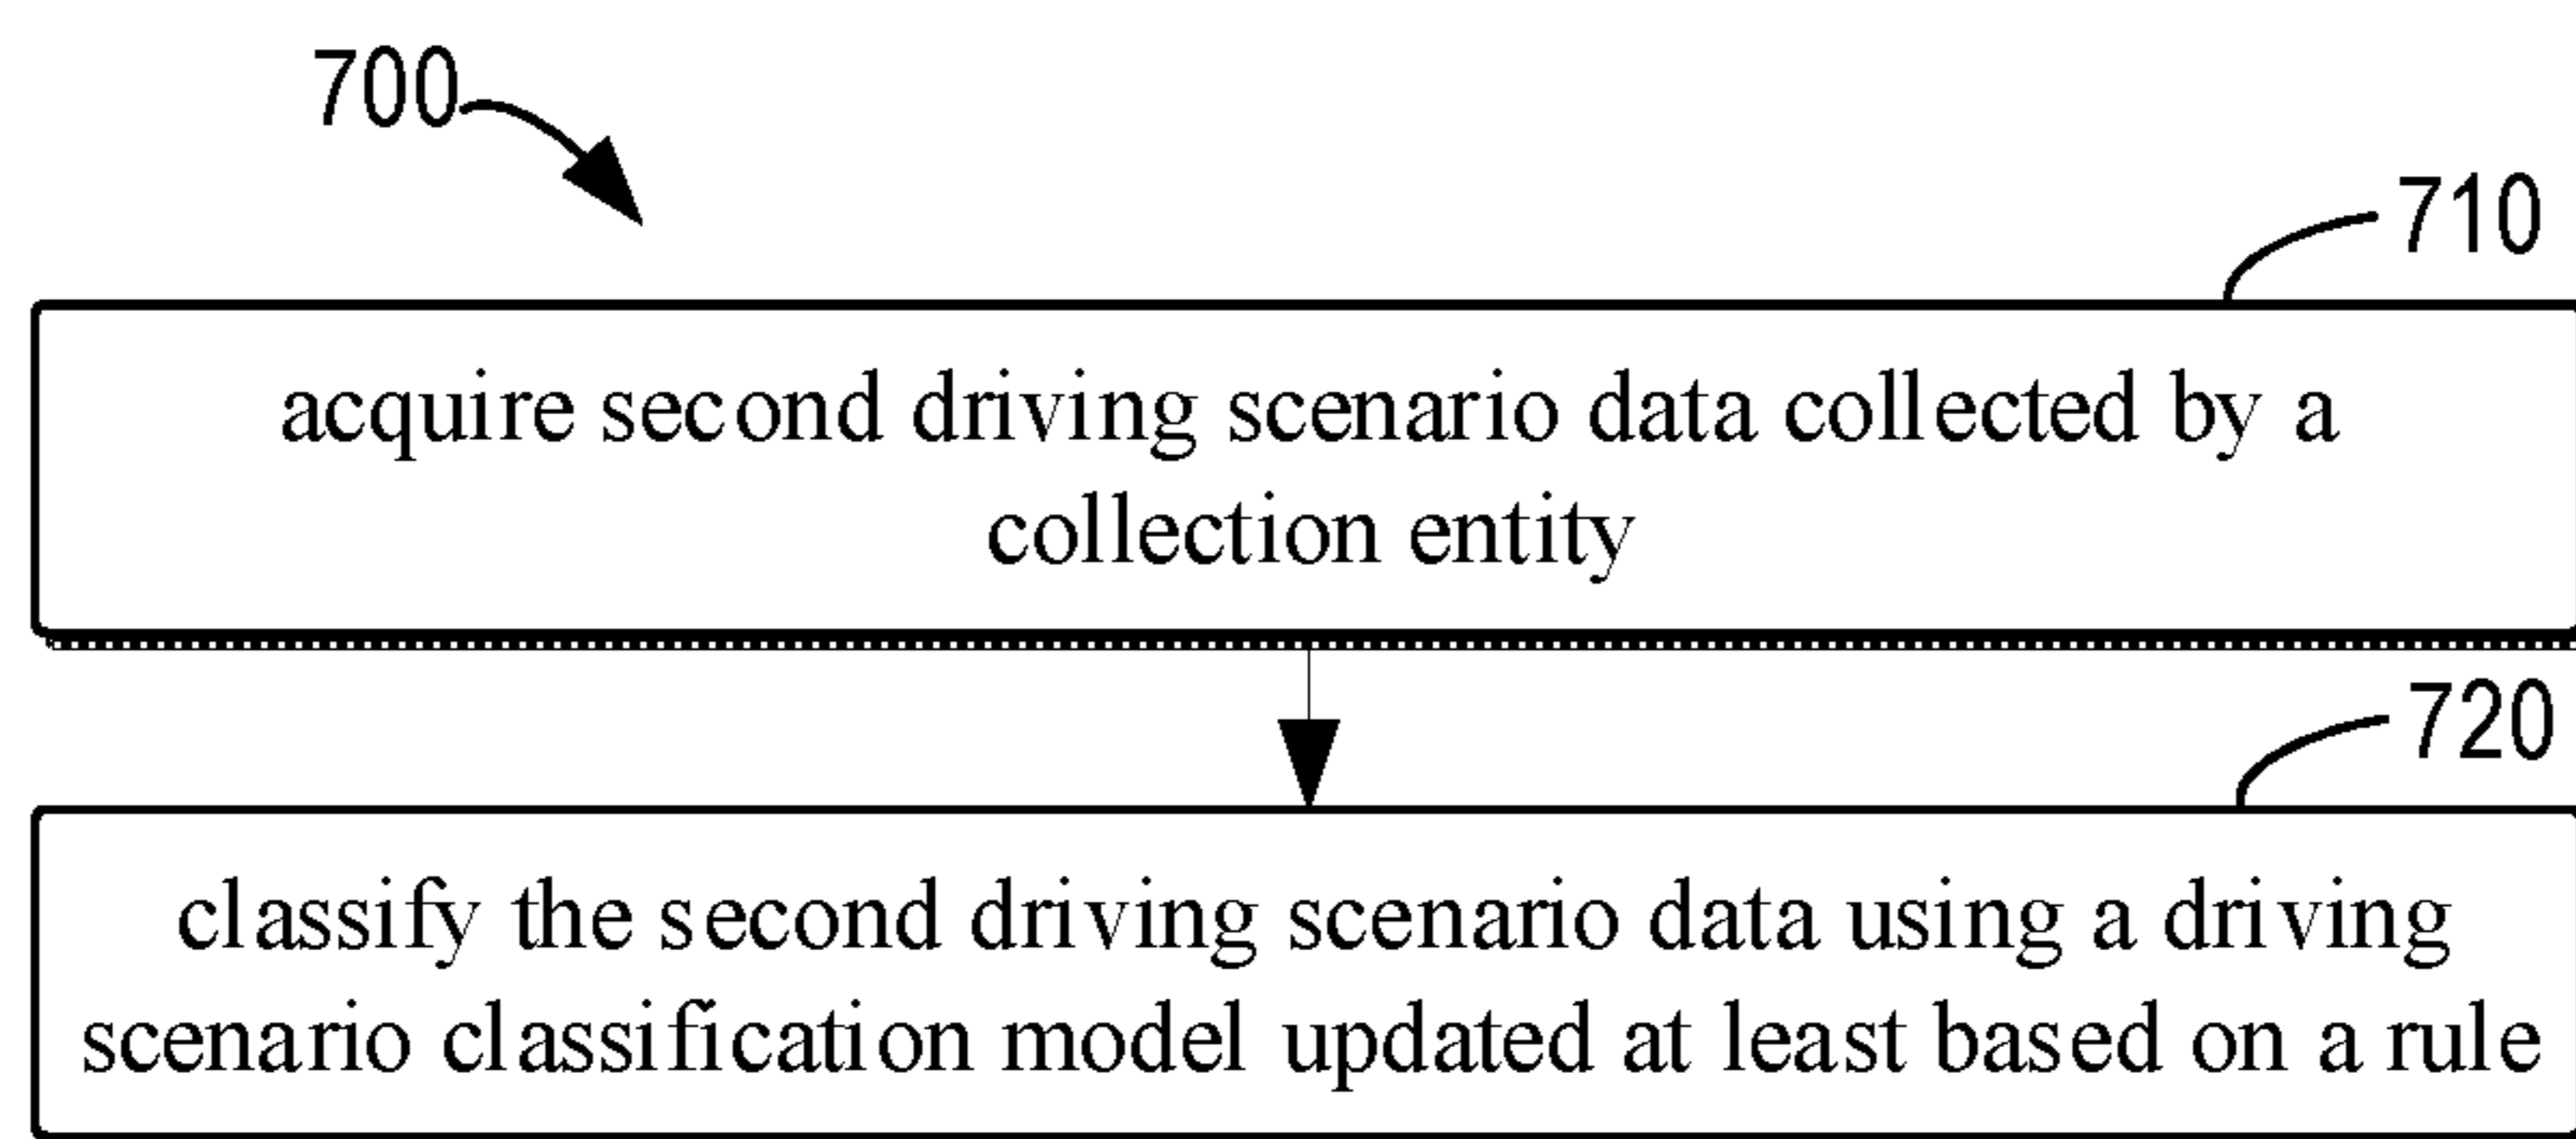 700
710
acquire second driving scenario data collected by a
collection entity
720
classify the second driving scenario data using a driving
scenario classification model updated at least based on a rule